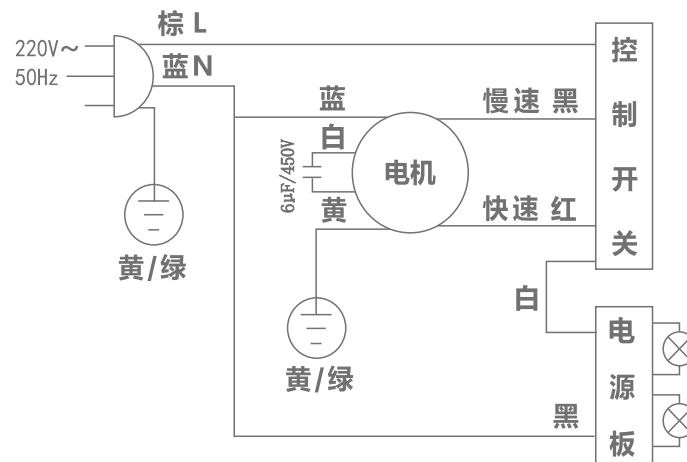 棕 L
220V～
50Hz
蓝 N
黄/绿
蓝
白
6μF/450V
黄
电机
黄/绿
慢速 黑
快速 红
控制开关
白
黑
电源板